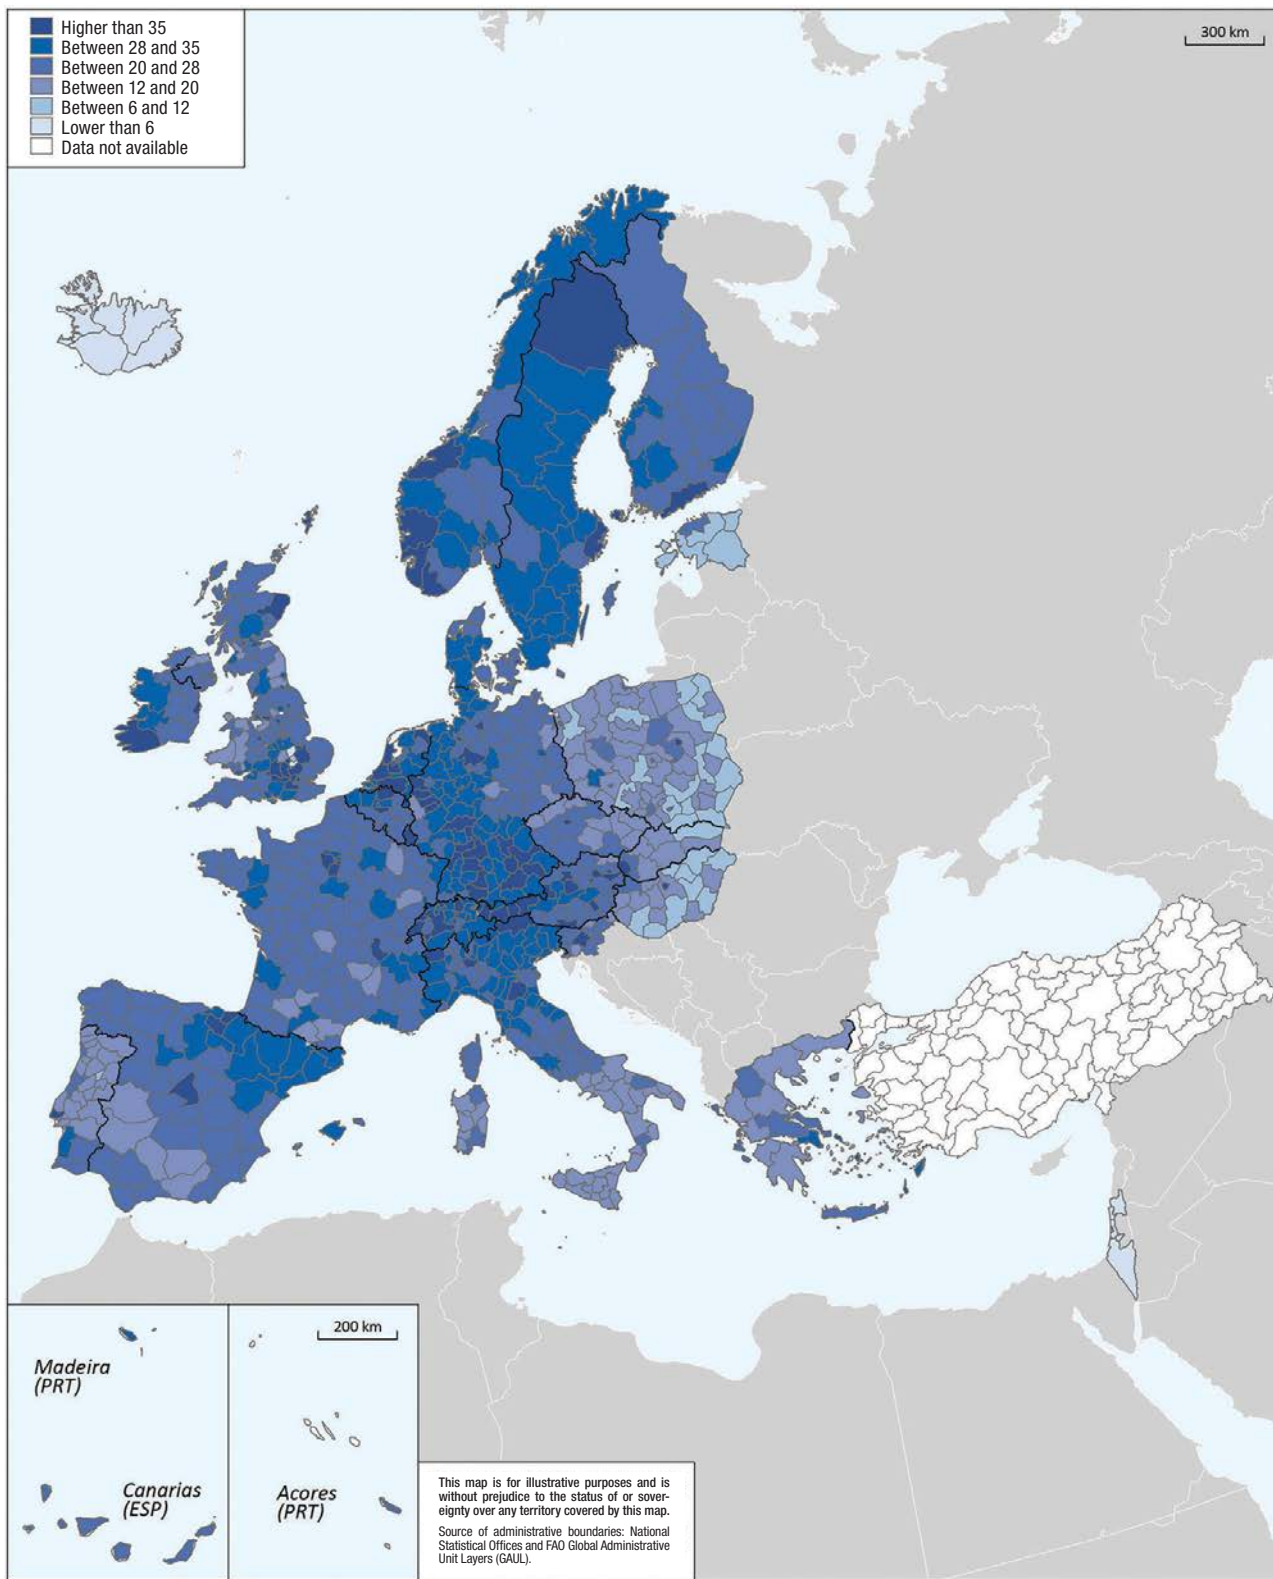 Higher than 35
Between 28 and 35
Between 20 and 28
Between 12 and 20
Between 6 and 12
Lower than 6
Data not available
300 km
200 km
Madeira
(PRT)
Canarias
(ESP)
Acores
(PRT)
This map is for illustrative purposes and is
without prejudice to the status of or sover-
eignty over any territory covered by this map.
Source of administrative boundaries: National
Statistical Offices and FAO Global Administrative
Unit Layers (GAUL).